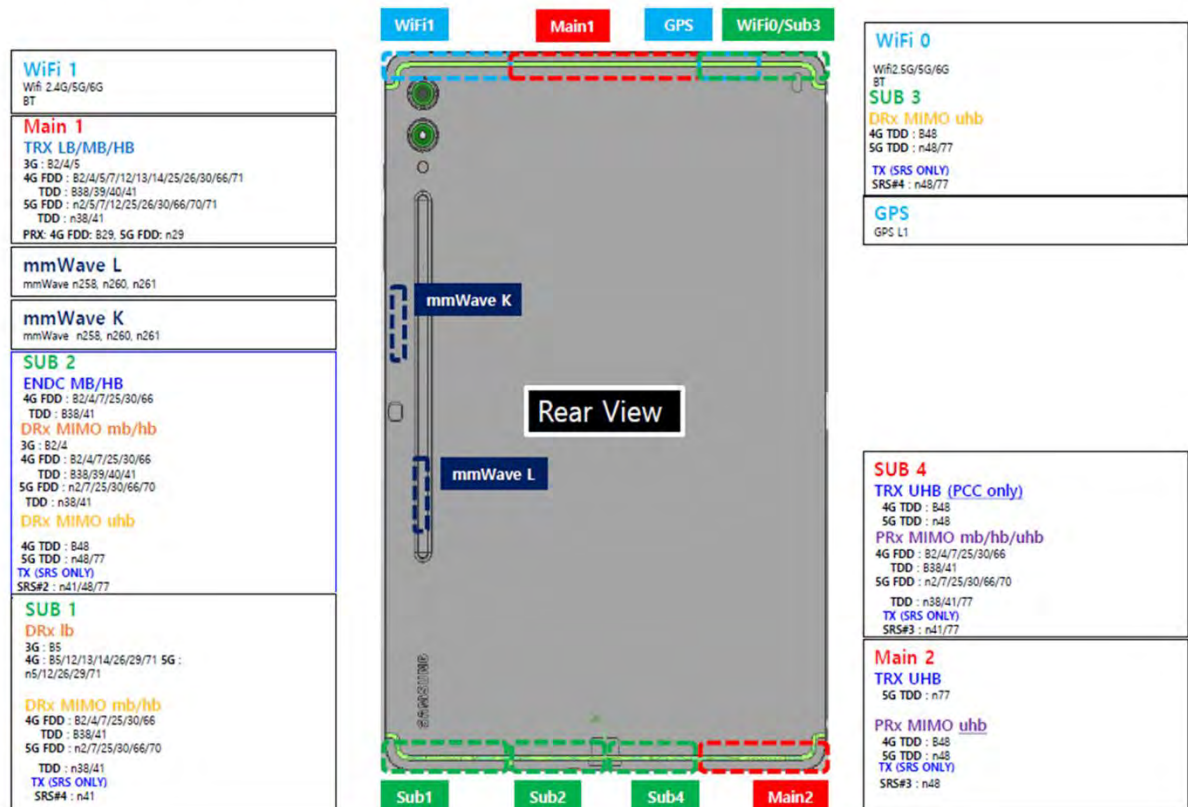 WiFi1
Main1
GPS
WiFi0/Sub3
WiFi 1
Wifi 2.4G/5G/6G
BT
Main 1
TRX LB/MB/HB
3G : B2/4/5
4G FDD : B2/4/5/7/12/13/14/25/26/30/66/71
TDD : B38/39/40/41
5G FDD : n2/5/7/12/25/26/30/66/70/71
TDD : n38/41
PRX: 4G FDD: B29, 5G FDD: n29
mmWave L
mmWave n258, n260, n261
mmWave K
mmWave n258, n260, n261
SUB 2
ENDC MB/HB
4G FDD : B2/4/7/25/30/66
TDD : B38/41
DRx MIMO mb/hb
3G : B2/4
4G FDD : B2/4/7/25/30/66
TDD : B38/39/40/41
5G FDD : n2/7/25/30/66/70
TDD : n38/41
DRx MIMO uhb
4G TDD : B48
5G TDD : n48/77
TX (SRS ONLY)
SRS#2 : n41/48/77
SUB 1
DRx lb
3G : B5
4G : B5/12/13/14/26/29/71 5G :
n5/12/26/29/71
DRx MIMO mb/hb
4G FDD : B2/4/7/25/30/66
TDD : B38/41
5G FDD : n2/7/25/30/66/70
TDD : n38/41
TX (SRS ONLY)
SRS#4 : n41
mmWave K
Rear View
mmWave L
SAMSUNG
Sub1
Sub2
Sub4
Main2
WiFi 0
Wifi2.5G/5G/6G
BT
SUB 3
DRx MIMO uhb
4G TDD : B48
5G TDD : n48/77
TX (SRS ONLY)
SRS#4 : n48/77
GPS
GPS L1
SUB 4
TRX UHB (PCC only)
4G TDD : B48
5G TDD : n48
PRx MIMO mb/hb/uhb
4G FDD : B2/4/7/25/30/66
TDD : B38/41
5G FDD : n2/7/25/30/66/70
TDD : n38/41/77
TX (SRS ONLY)
SRS#3 : n41/77
Main 2
TRX UHB
5G TDD : n77
PRx MIMO uhb
4G TDD : B48
5G TDD : n48
TX (SRS ONLY)
SRS#3 : n48